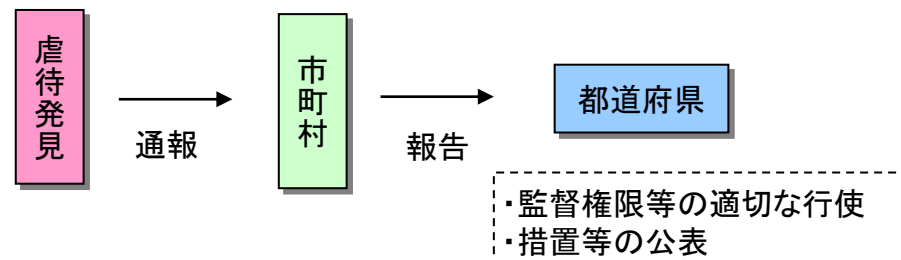 虐待発見
通報
市町村
報告
都道府県
・監督権限等の適切な行使
・措置等の公表